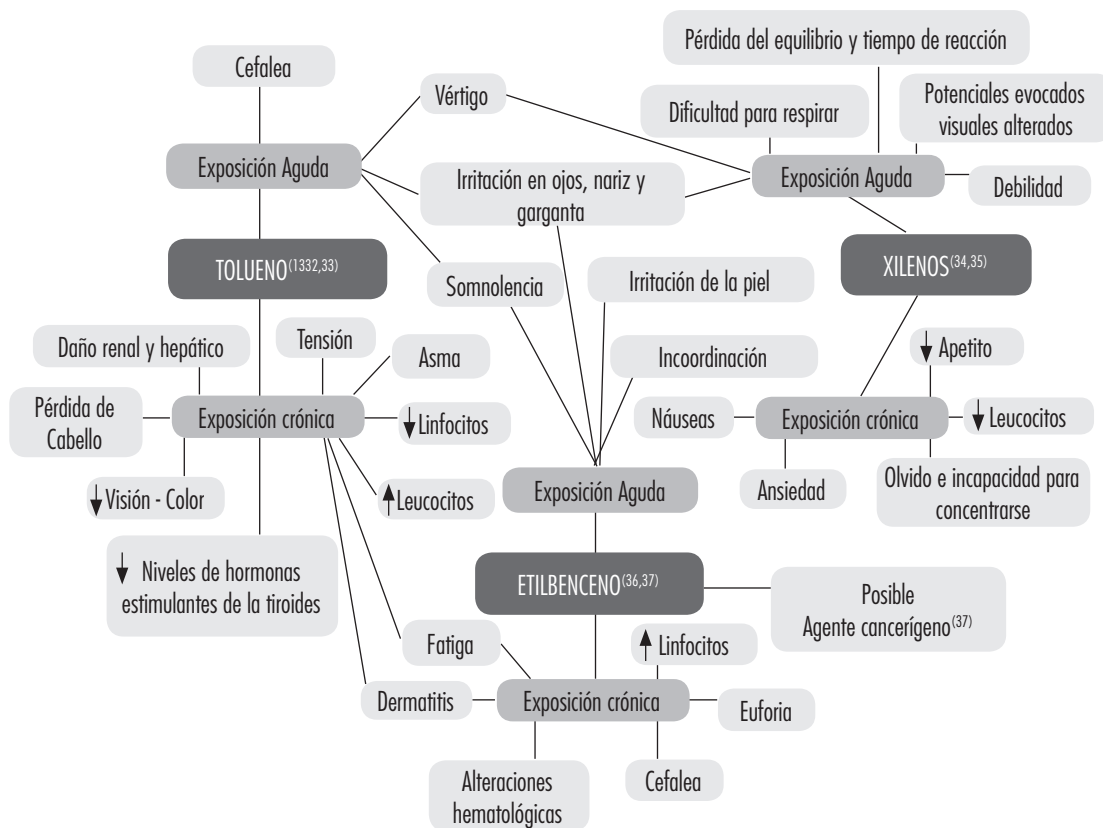 Pérdida del equilibrio y tiempo de reacción
Cefalea
Vértigo
Dificultad para respirar
Potenciales evocados
visuales alterados
Exposición Aguda
Irritación en ojos, nariz y
garganta
Exposición Aguda
Debilidad
TOLUENO(1332,33)
XILENOS(34,35)
Somnolencia
Irritación de la piel
Daño renal y hepático
Tensión
Asma
Incoordinación
↓ Apetito
Pérdida de
Cabello
Exposición crónica
↓ Linfocitos
Náuseas
Exposición crónica
↓ Leucocitos
↓ Visión - Color
↑ Leucocitos
Exposición Aguda
Ansiedad
Olvido e incapacidad para
concentrarse
↓ Niveles de hormonas
estimulantes de la tiroides
ETILBENCENO(36,37)
Posible
Agente cancerígeno(37)
Fatiga
↑ Linfocitos
Dermatitis
Exposición crónica
Euforia
Alteraciones
hematológicas
Cefalea